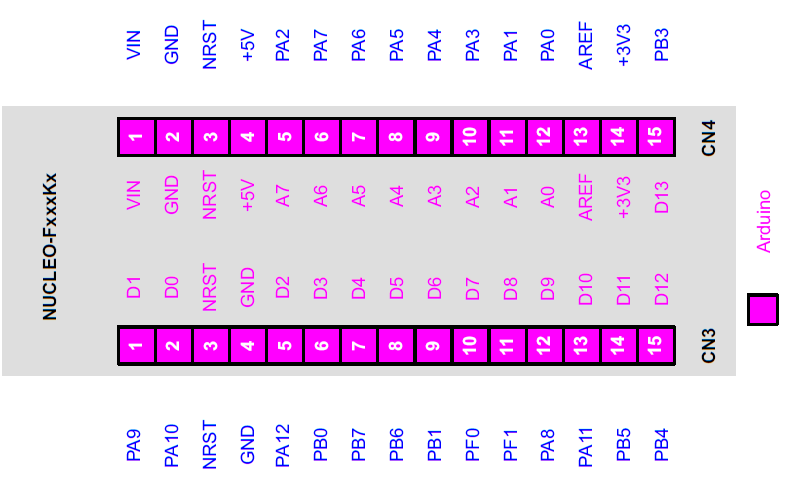 VIN GND NRST +5V PA2 PA7 PA6 PA5 PA4 PA3 PA1 PA0 AREF +3V3 PB3
NUCLEO-FxxxKx
1 2 3 4 5 6 7 8 9 10 11 12 13 14 15
CN4
VIN GND NRST +5V A7 A6 A5 A4 A3 A2 A1 A0 AREF +3V3 D13
Arduino
D1 D0 NRST GND D2 D3 D4 D5 D6 D7 D8 D9 D10 D11 D12
1 2 3 4 5 6 7 8 9 10 11 12 13 14 15
CN3
PA9 PA10 NRST GND PA12 PB0 PB7 PB6 PB1 PF0 PF1 PA8 PA11 PB5 PB4